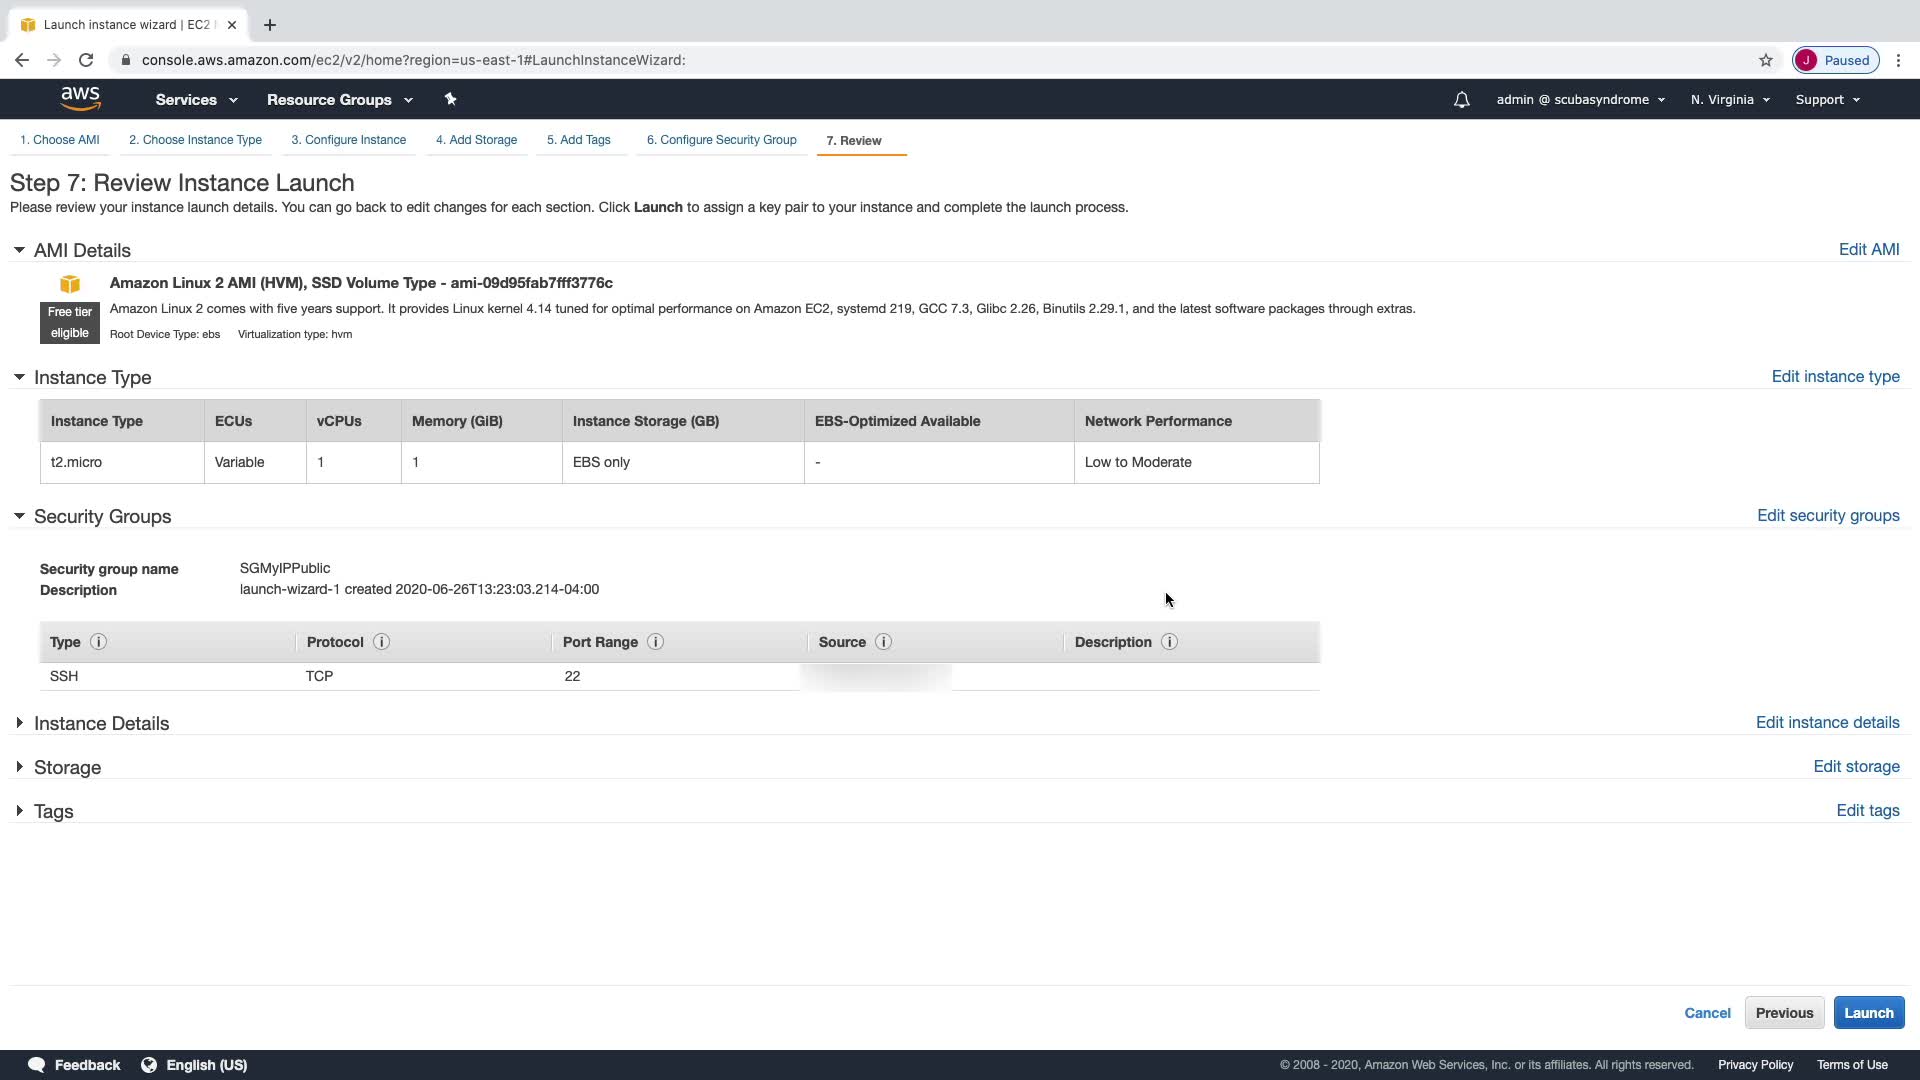 Launch instance wizard | EC2
console.aws.amazon.com/ec2/v2/home?region=us-east-1#LaunchInstanceWizard:
J Paused
aws Services Resource Groups admin @ scubasyndrome N. Virginia Support
1. Choose AMI 2. Choose Instance Type 3. Configure Instance 4. Add Storage 5. Add Tags 6. Configure Security Group 7. Review
Step 7: Review Instance Launch
Please review your instance launch details. You can go back to edit changes for each section. Click Launch to assign a key pair to your instance and complete the launch process.
AMI Details Edit AMI
Amazon Linux 2 AMI (HVM), SSD Volume Type - ami-09d95fab7fff3776c
Free tier eligible
Amazon Linux 2 comes with five years support. It provides Linux kernel 4.14 tuned for optimal performance on Amazon EC2, systemd 219, GCC 7.3, Glibc 2.26, Binutils 2.29.1, and the latest software packages through extras.
Root Device Type: ebs Virtualization type: hvm
Instance Type Edit instance type
Instance Type ECUs vCPUs Memory (GiB) Instance Storage (GB) EBS-Optimized Available Network Performance
t2.micro Variable 1 1 EBS only - Low to Moderate
Security Groups Edit security groups
Security group name SGMyIPPublic
Description launch-wizard-1 created 2020-06-26T13:23:03.214-04:00
Type i Protocol i Port Range i Source i Description i
SSH TCP 22
Instance Details Edit instance details
Storage Edit storage
Tags Edit tags
Cancel Previous Launch
Feedback English (US) © 2008 - 2020, Amazon Web Services, Inc. or its affiliates. All rights reserved. Privacy Policy Terms of Use